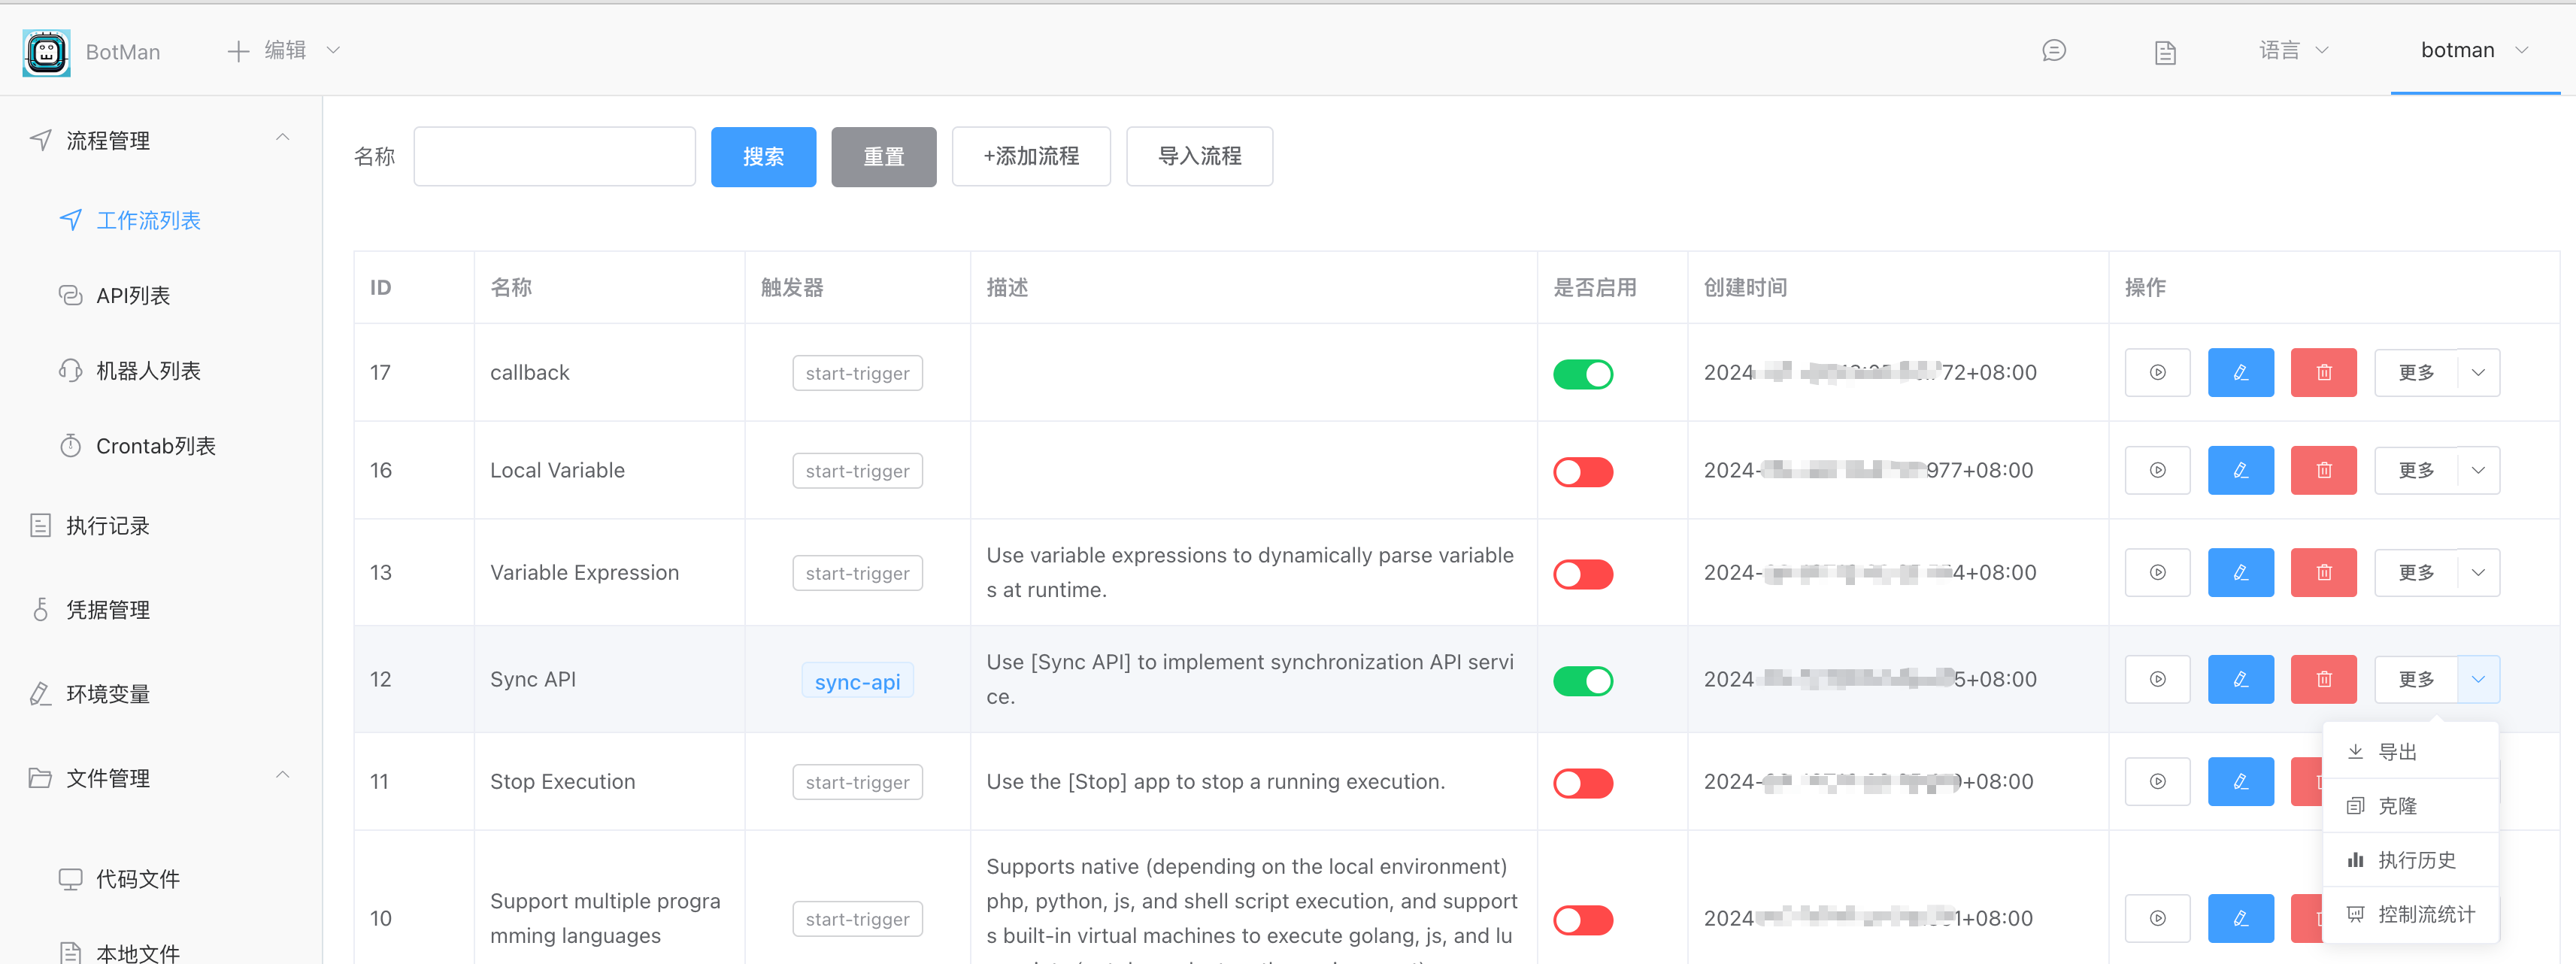 BotMan
编辑
语言
botman
流程管理
工作流列表
API列表
机器人列表
Crontab列表
执行记录
凭据管理
环境变量
文件管理
代码文件
本地文件
名称
搜索
重置
+添加流程
导入流程
ID 名称 触发器 描述 是否启用 创建时间 操作
17 callback start-trigger 2024 72+08:00 更多
16 Local Variable start-trigger 2024- 977+08:00 更多
13 Variable Expression start-trigger 2024- 4+08:00 更多
Use variable expressions to dynamically parse variable
s at runtime.
12 Sync API sync-api 2024 5+08:00 更多
Use [Sync API] to implement synchronization API servi
ce.
11 Stop Execution start-trigger Use the [Stop] app to stop a running execution. 2024- +08:00
10 Support multiple progra
mming languages
start-trigger
Supports native (depending on the local environment)
php, python, js, and shell script execution, and support
s built-in virtual machines to execute golang, js, and lu
2024 1+08:00
导出
克隆
执行历史
控制流统计